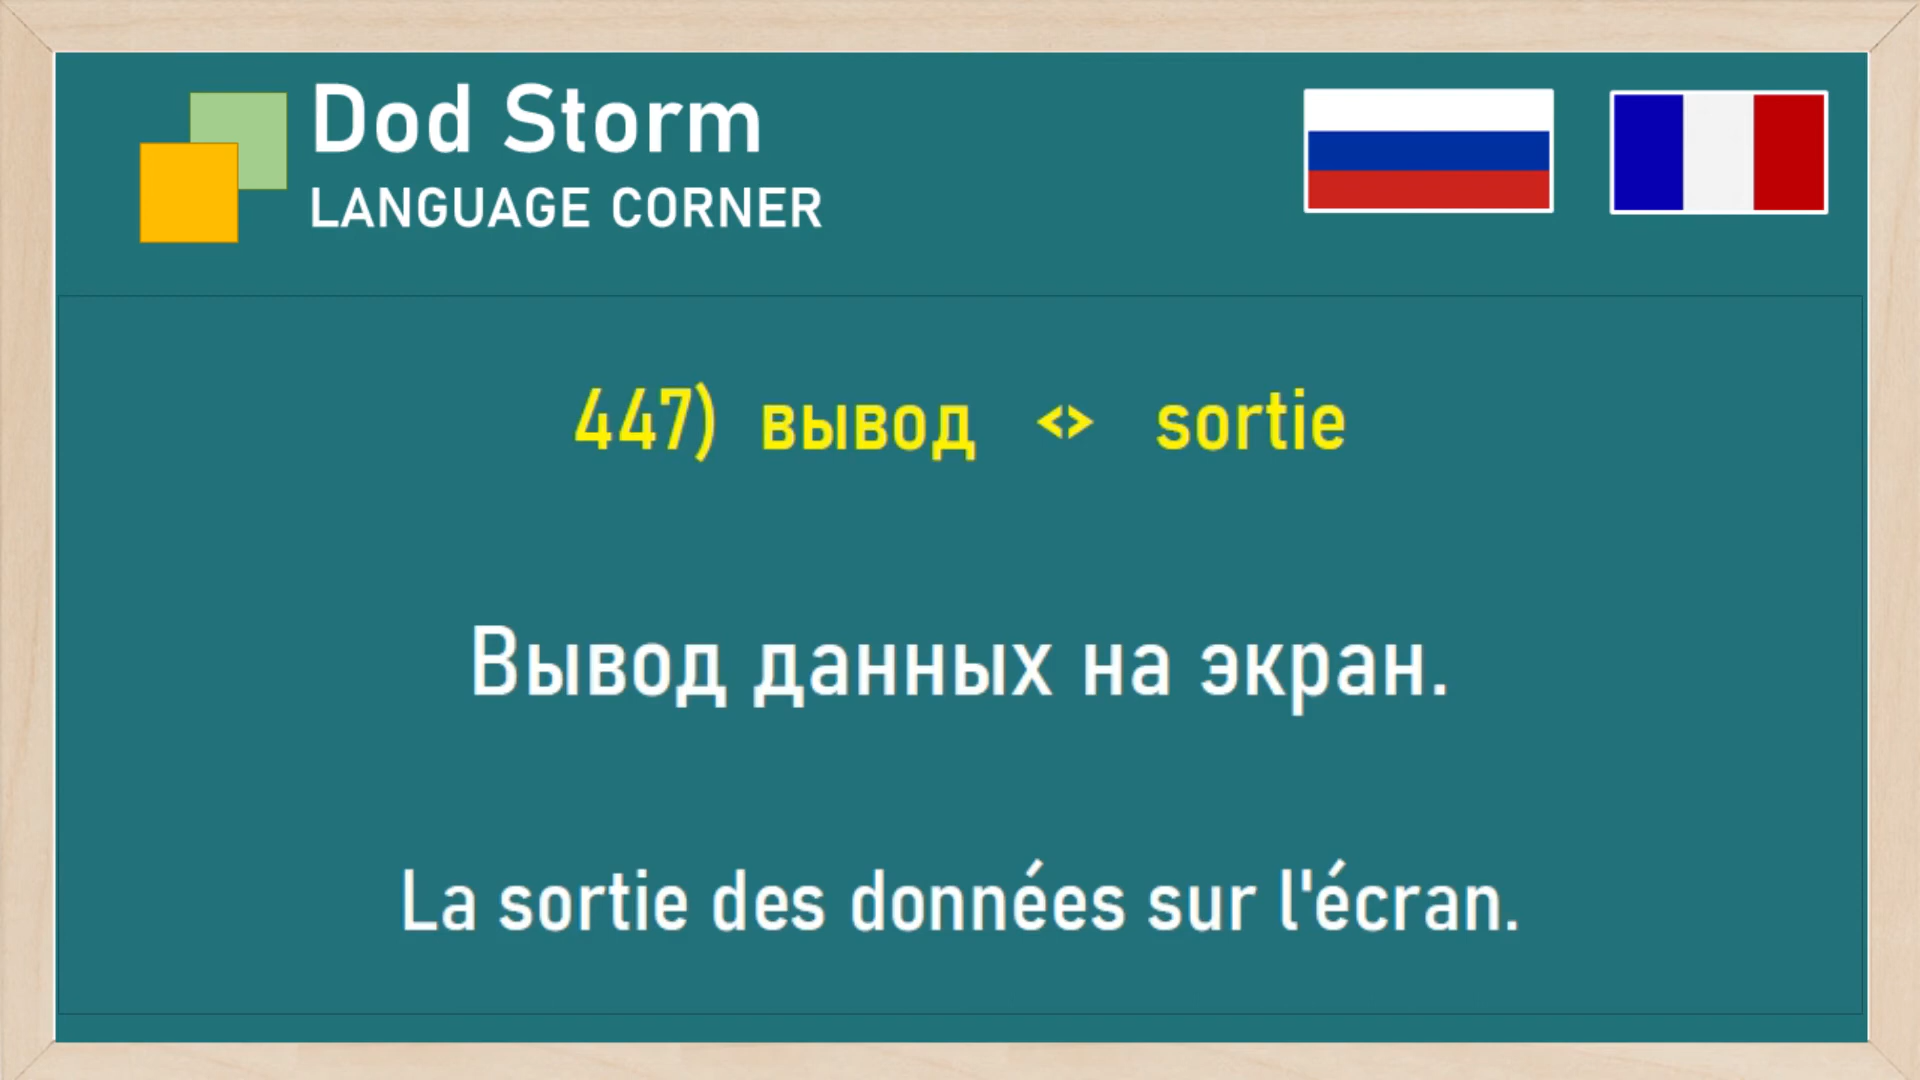 Dod Storm
LANGUAGE CORNER
447) вывод <> sortie
Вывод данных на экран.
La sortie des données sur l'écran.